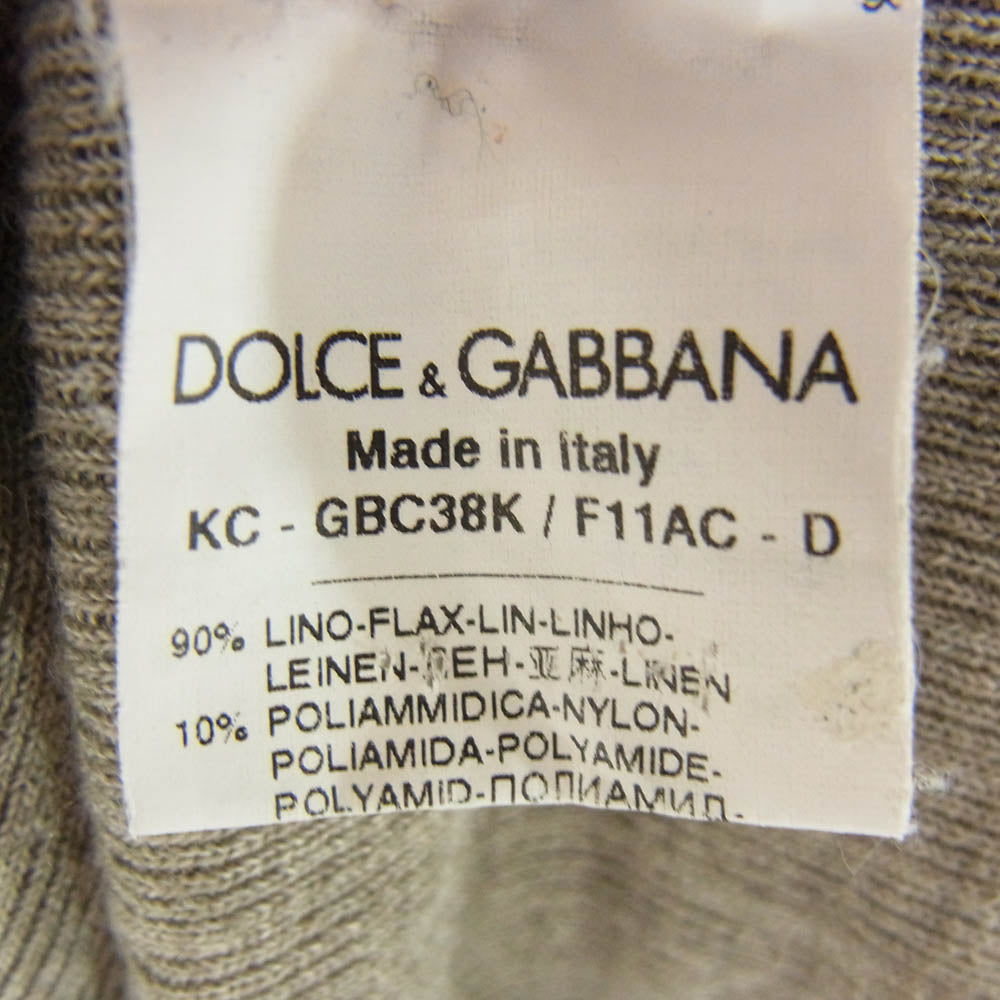 DOLCE & GABBANA
Made in Italy
KC - GBC38K / F11AC - D
90% LINO-FLAX-LIN-LINHO-
LEINEN- -亚麻-LINEN
10% POLIAMMIDICA-NYLON-
POLIAMIDA-POLYAMIDE-
POLYAMID-ПОЛИАМИД-